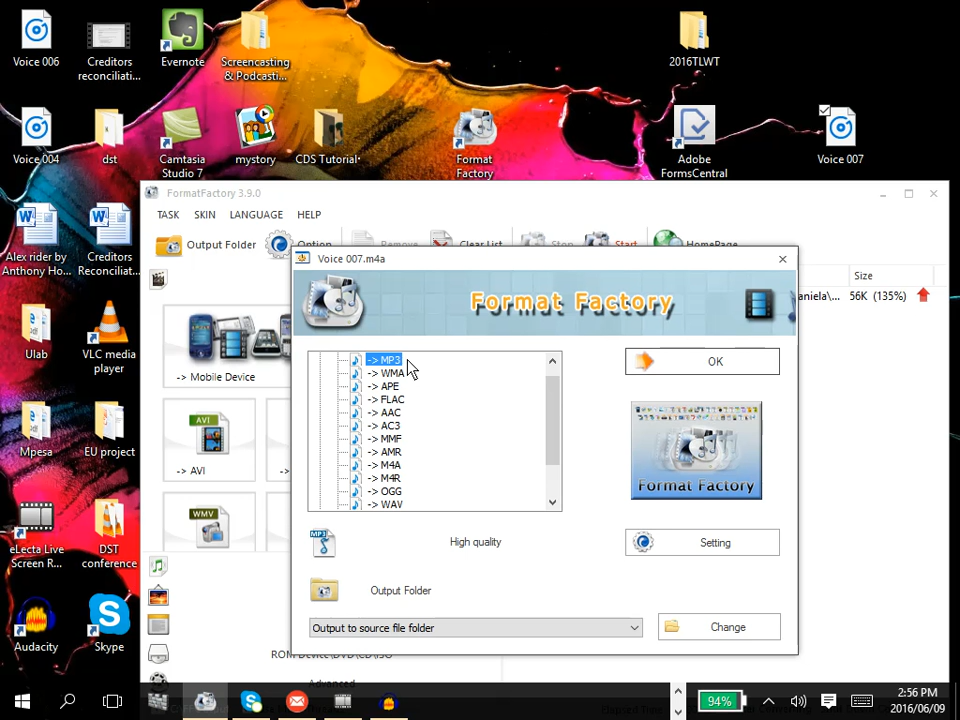 Voice 006
Creditors
reconciliati...
Evernote
Screencasting
& Podcasti...
2016TLWT
Voice 004
dst
Camtasia
Studio 7
mystory
CDS Tutorial
Format
Factory
Adobe
FormsCentral
Voice 007
FormatFactory 3.9.0
TASK SKIN LANGUAGE HELP
Output Folder Option Remove Clear List Stop Start HomePage
Alex rider by
Anthony Ho...
Creditors
Reconciliat...
Voice 007.m4a
Size
aniela\... 56K (135%)
Format Factory
Ulab
VLC media
player
-> Mobile Device
-> MP3
-> WMA
-> APE
-> FLAC
-> AAC
-> AC3
-> MMF
-> AMR
-> M4A
-> M4R
-> OGG
-> WAV
OK
Format Factory
Mpesa
EU project
AVI
-> AVI
->
WMV
MP3
High quality
Setting
eLecta Live
Screen R...
DST
conference
Output Folder
Output to source file folder
Change
Audacity
Skype
ROM Device\DVD\CD\ISO
Advanced
94%
2:56 PM
2016/06/09